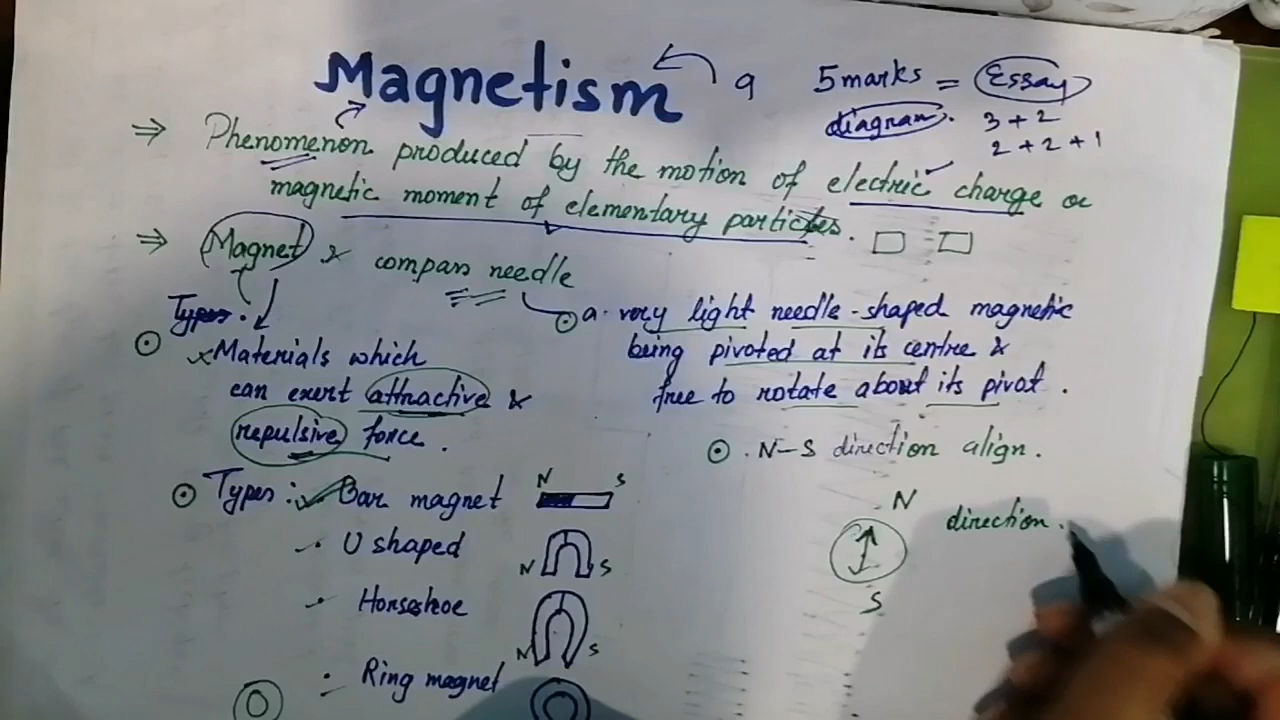 Magnetism
9 5marks = Essay
diagram. 3+2
2+2+1
⇒ Phenomenon produced by the motion of electric charge or
magnetic moment of elementary particles.
⇒ Magnet & compass needle
Types.
Materials which
can exert attractive &
repulsive force.
a very light needle-shaped magnetic
being pivoted at its centre &
free to rotate about its pivot.
N-S direction align.
Types: Bar magnet N S
U shaped N S
Horseshoe N S
Ring magnet
N
direction.
S